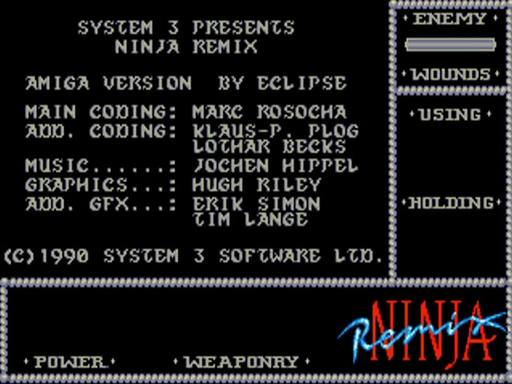 SYSTEM 3 PRESENTS
NINJA REMIX
AMIGA VERSION BY ECLIPSE
MAIN CODING: MARC ROSOCHA
ADD. CODING: KLAUS-P. PLOG
LOTHAR BECKS
MUSIC......: JOCHEN HIPPEL
GRAPHICS...: HUGH RILEY
ADD. GFX...: ERIK SIMON
TIM LANGE
(C)1990 SYSTEM 3 SOFTWARE LTD.
ENEMY
WOUNDS
USING
HOLDING
POWER
WEAPONRY
NINJA
Remix